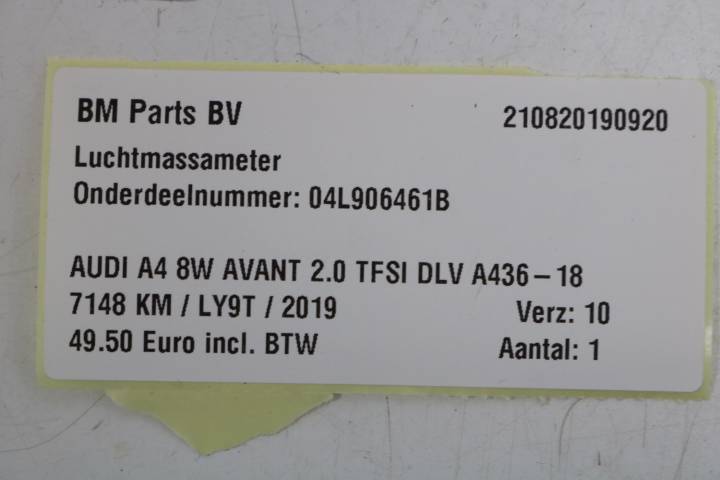 BM Parts BV 210820190920
Luchtmassameter
Onderdeelnummer: 04L906461B
AUDI A4 8W AVANT 2.0 TFSI DLV A436-18
7148 KM / LY9T / 2019 Verz: 10
49.50 Euro incl. BTW Aantal: 1